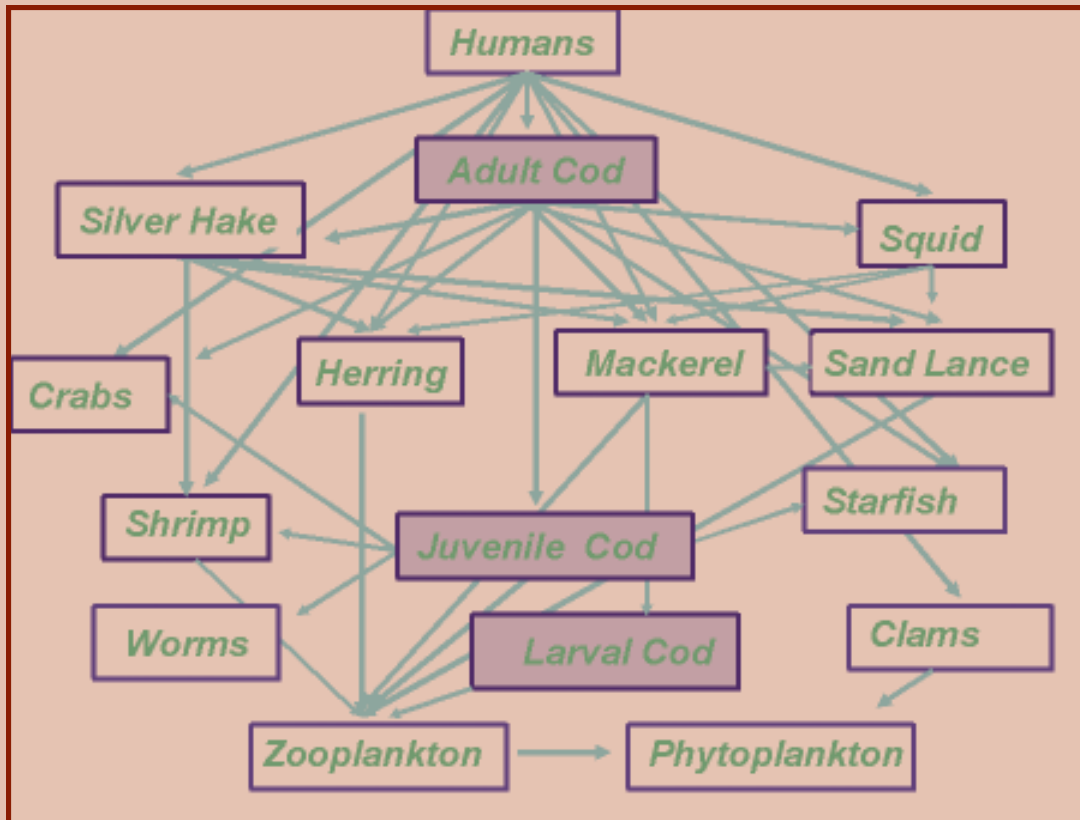 Humans
Adult Cod
Silver Hake
Squid
Crabs
Herring
Mackerel
Sand Lance
Shrimp
Juvenile Cod
Starfish
Worms
Larval Cod
Clams
Zooplankton
Phytoplankton